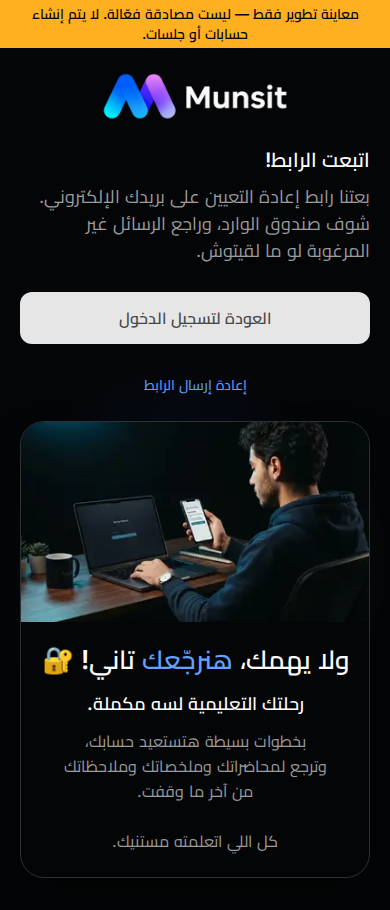 معاينة تطوير فقط — ليست مصادقة فعّالة. لا يتم إنشاء
حسابات أو جلسات.
Munsit
اتبعت الرابط!
بعتنا رابط إعادة التعيين على بريدك الإلكتروني.
شوف صندوق الوارد، وراجع الرسائل غير
المرغوبة لو ما لقيتوش.
العودة لتسجيل الدخول
إعادة إرسال الرابط
ولا يهمك، هنرجّعك تاني! 🔐
رحلتك التعليمية لسه مكملة.
بخطوات بسيطة هتستعيد حسابك،
وترجع لمحاضراتك وملخصاتك وملاحظاتك
من آخر ما وقفت.
كل اللي اتعلمته مستنيك.